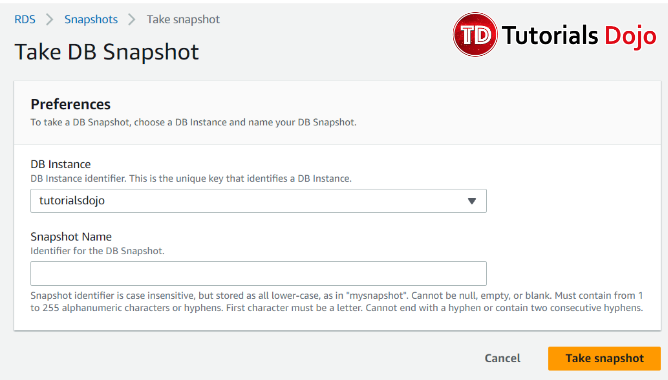 RDS > Snapshots > Take snapshot
TD Tutorials Dojo
Take DB Snapshot
Preferences
To take a DB Snapshot, choose a DB Instance and name your DB Snapshot.
DB Instance
DB Instance identifier. This is the unique key that identifies a DB Instance.
tutorialsdojo
Snapshot Name
Identifier for the DB Snapshot.
Snapshot identifier is case insensitive, but stored as all lower-case, as in "mysnapshot". Cannot be null, empty, or blank. Must contain from 1
to 255 alphanumeric characters or hyphens. First character must be a letter. Cannot end with a hyphen or contain two consecutive hyphens.
Cancel
Take snapshot